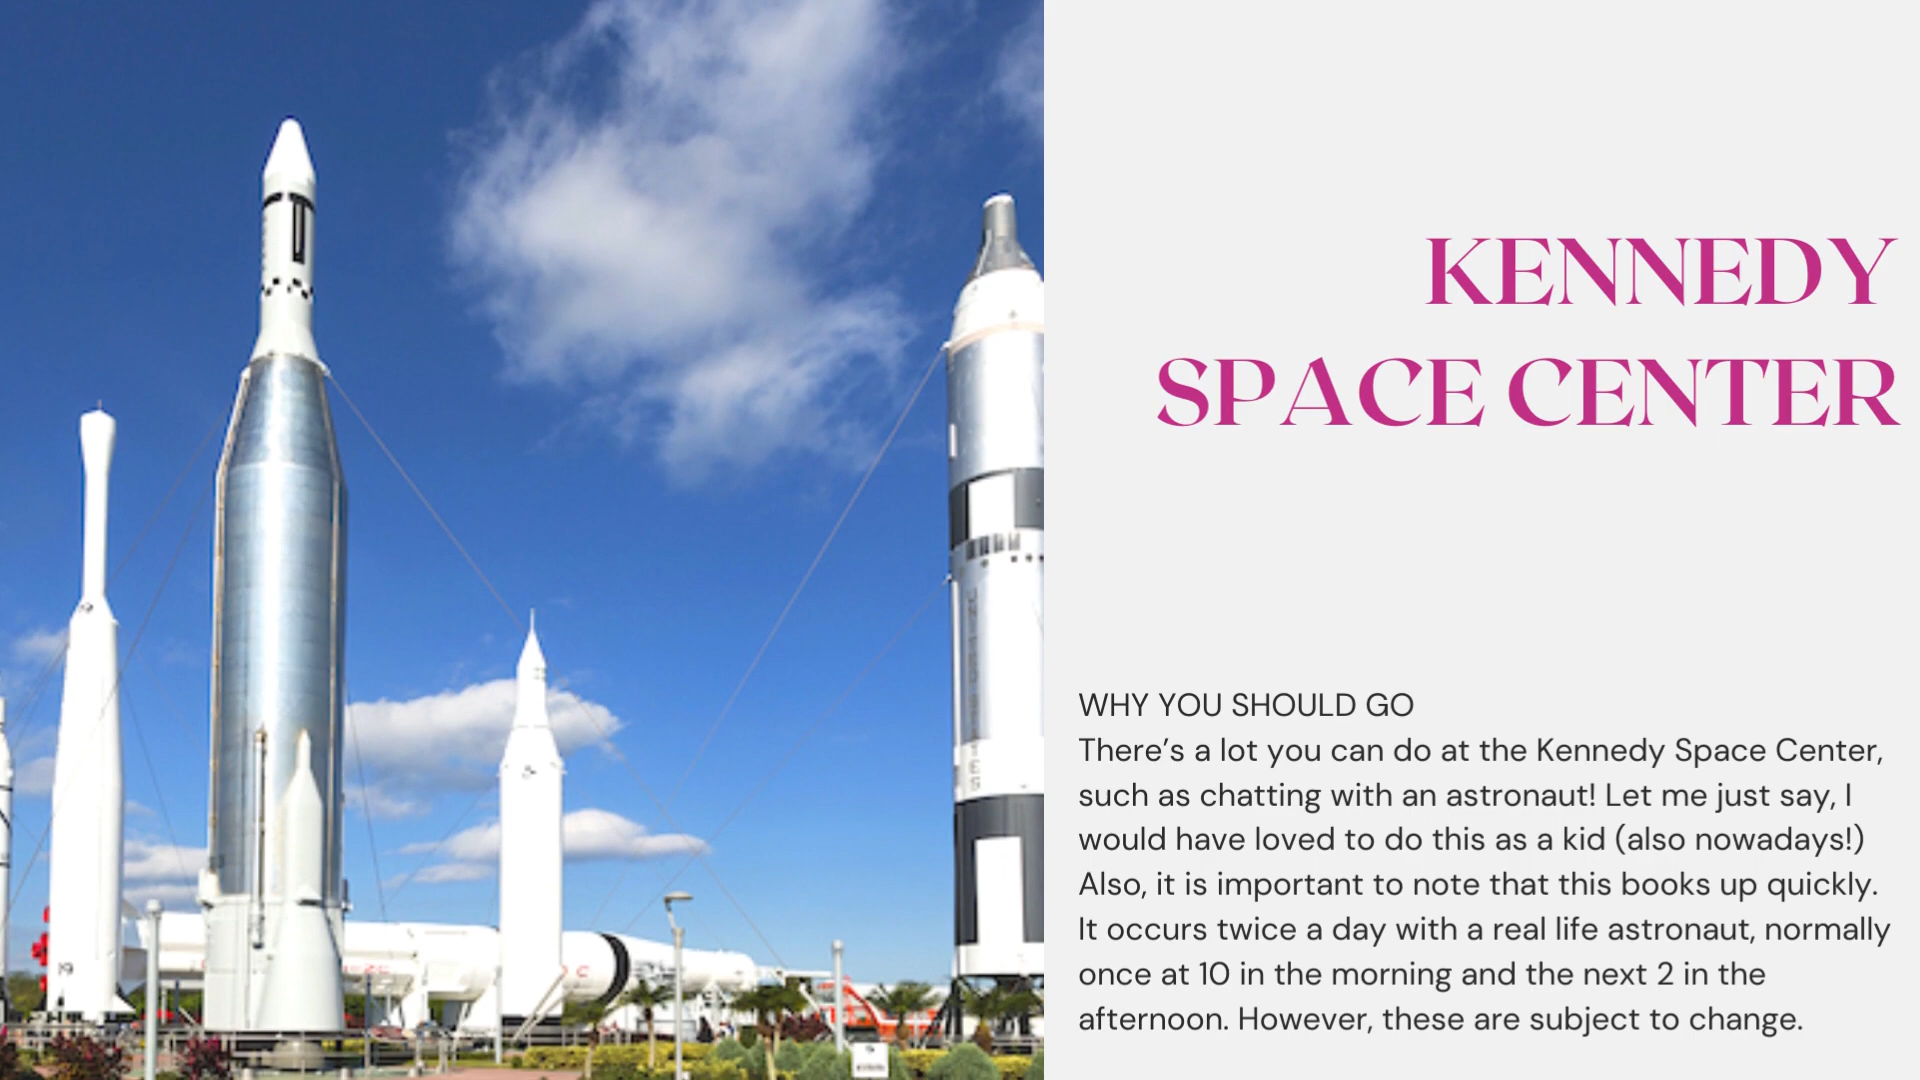 KENNEDY
SPACE CENTER
WHY YOU SHOULD GO
There’s a lot you can do at the Kennedy Space Center,
such as chatting with an astronaut! Let me just say, I
would have loved to do this as a kid (also nowadays!)
Also, it is important to note that this books up quickly.
It occurs twice a day with a real life astronaut, normally
once at 10 in the morning and the next 2 in the
afternoon. However, these are subject to change.